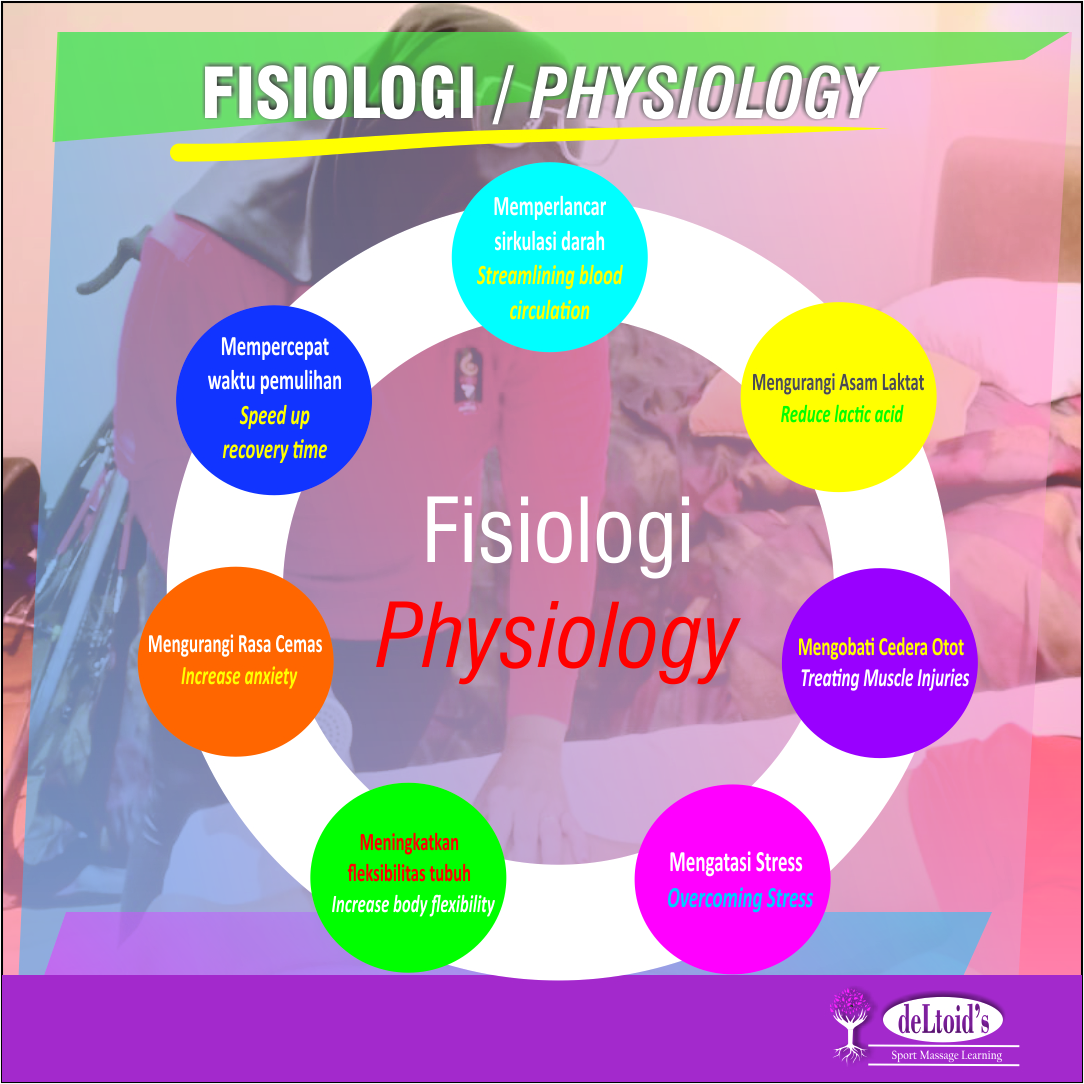 FISIOLOGI / PHYSIOLOGY
Memperlancar
sirkulasi darah
Streamlining blood
circulation
Mengurangi Asam Laktat
Reduce lactic acid
Mengobati Cedera Otot
Treating Muscle Injuries
Mengatasi Stress
Overcoming Stress
Meningkatkan
fleksibilitas tubuh
Increase body flexibility
Mengurangi Rasa Cemas
Increase anxiety
Mempercepat
waktu pemulihan
Speed up
recovery time
Fisiologi
Physiology
deLtoid's
Sport Massage Learning